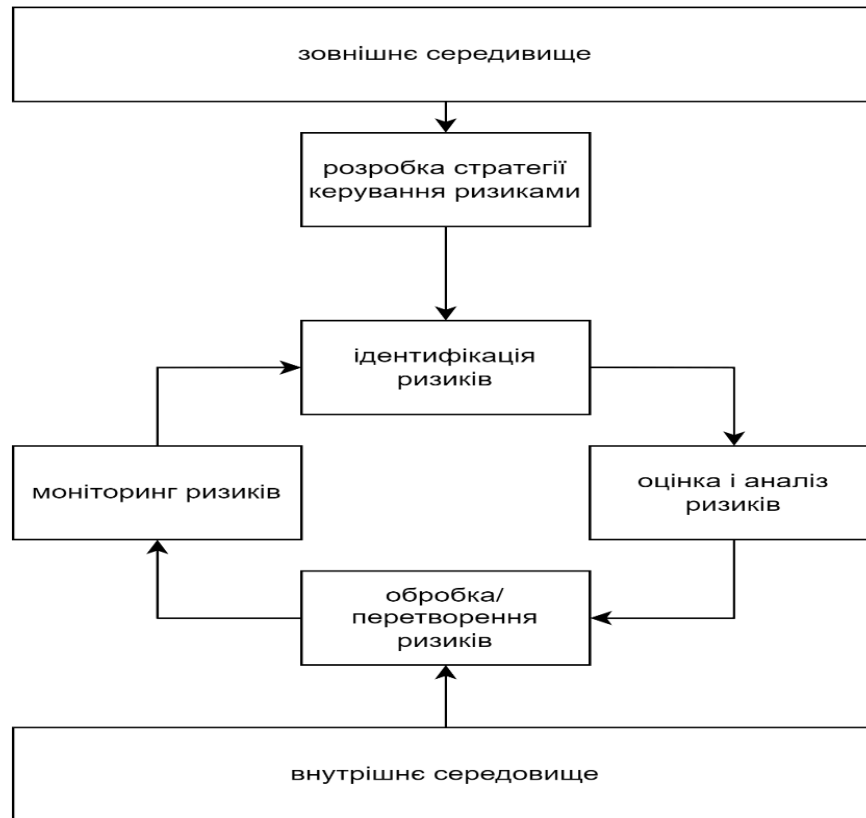 зовнішнє середивище
розробка стратегії
керування ризиками
ідентифікація
ризиків
моніторинг ризиків
оцінка і аналіз
ризиків
обробка/
перетворення
ризиків
внутрішнє середовище